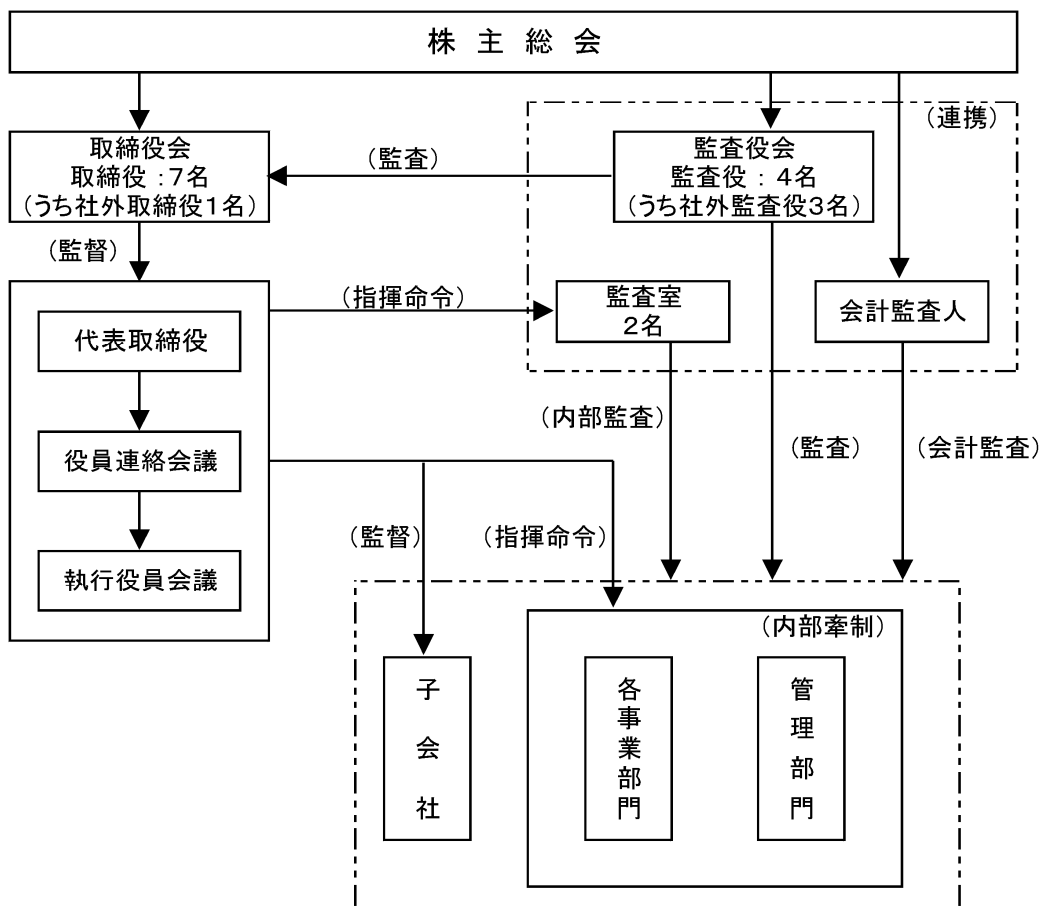 株主総会
(連携)
取締役会
取締役:7名
(うち社外取締役1名)
(監査)
監査役会
監査役:4名
(うち社外監査役3名)
(監督)
(指揮命令)
監査室
2名
会計監査人
代表取締役
役員連絡会議
執行役員会議
(内部監査)
(監査)
(会計監査)
(監督)
(指揮命令)
(内部牽制)
子会社
各事業部門
管理部門